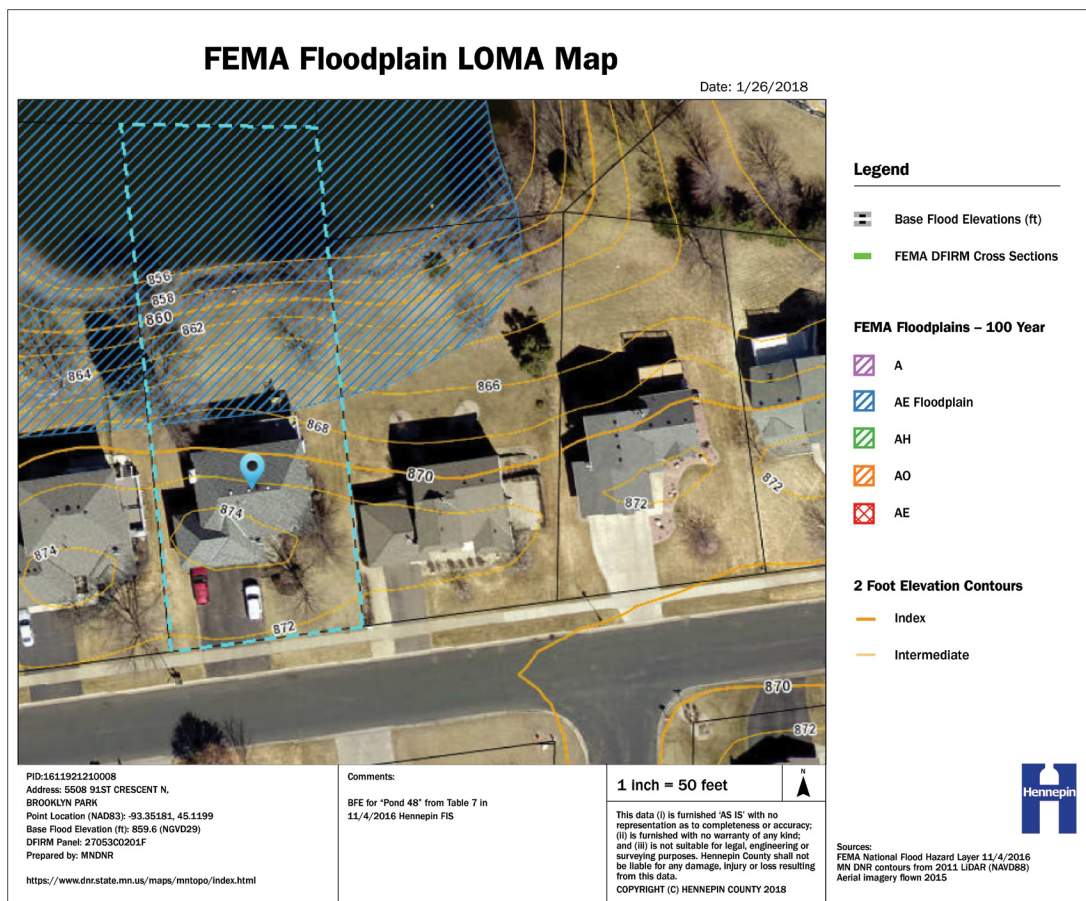 FEMA Floodplain LOMA Map
Date: 1/26/2018
856
858
860
862
864
866
868
870
874
874
872
872
872
870
872
Legend
Base Flood Elevations (ft)
FEMA DFIRM Cross Sections
FEMA Floodplains – 100 Year
A
AE Floodplain
AH
AO
AE
2 Foot Elevation Contours
Index
Intermediate
PID:1611921210008
Address: 5508 91ST CRESCENT N,
BROOKLYN PARK
Point Location (NAD83): -93.35181, 45.1199
Base Flood Elevation (ft): 859.6 (NGVD29)
DFIRM Panel: 27053C0201F
Prepared by: MNDNR
https://www.dnr.state.mn.us/maps/mntopo/index.html
Comments:
BFE for "Pond 48" from Table 7 in
11/4/2016 Hennepin FIS
1 inch = 50 feet
N
This data (i) is furnished 'AS IS' with no
representation as to completeness or accuracy;
(ii) is furnished with no warranty of any kind;
and (iii) is not suitable for legal, engineering or
surveying purposes. Hennepin County shall not
be liable for any damage, injury or loss resulting
from this data.
COPYRIGHT (C) HENNEPIN COUNTY 2018
Hennepin
Sources:
FEMA National Flood Hazard Layer 11/4/2016
MN DNR contours from 2011 LiDAR (NAVD88)
Aerial imagery flown 2015